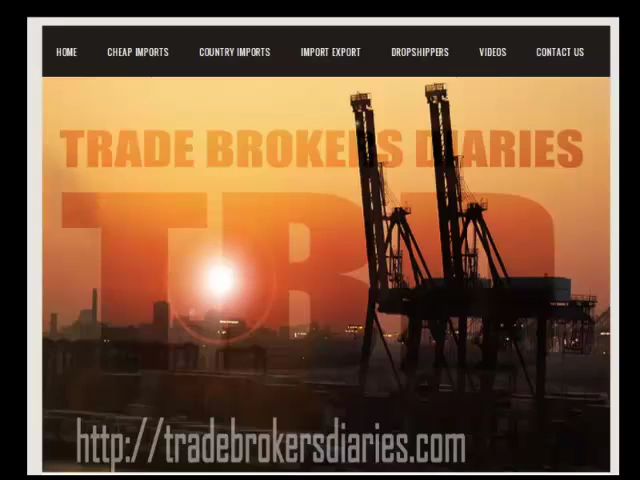 HOME CHEAP IMPORTS COUNTRY IMPORTS IMPORT EXPORT DROPSHIPPERS VIDEOS CONTACT US
TRADE BROKERS DIARIES
TBD
http://tradebrokersdiaries.com